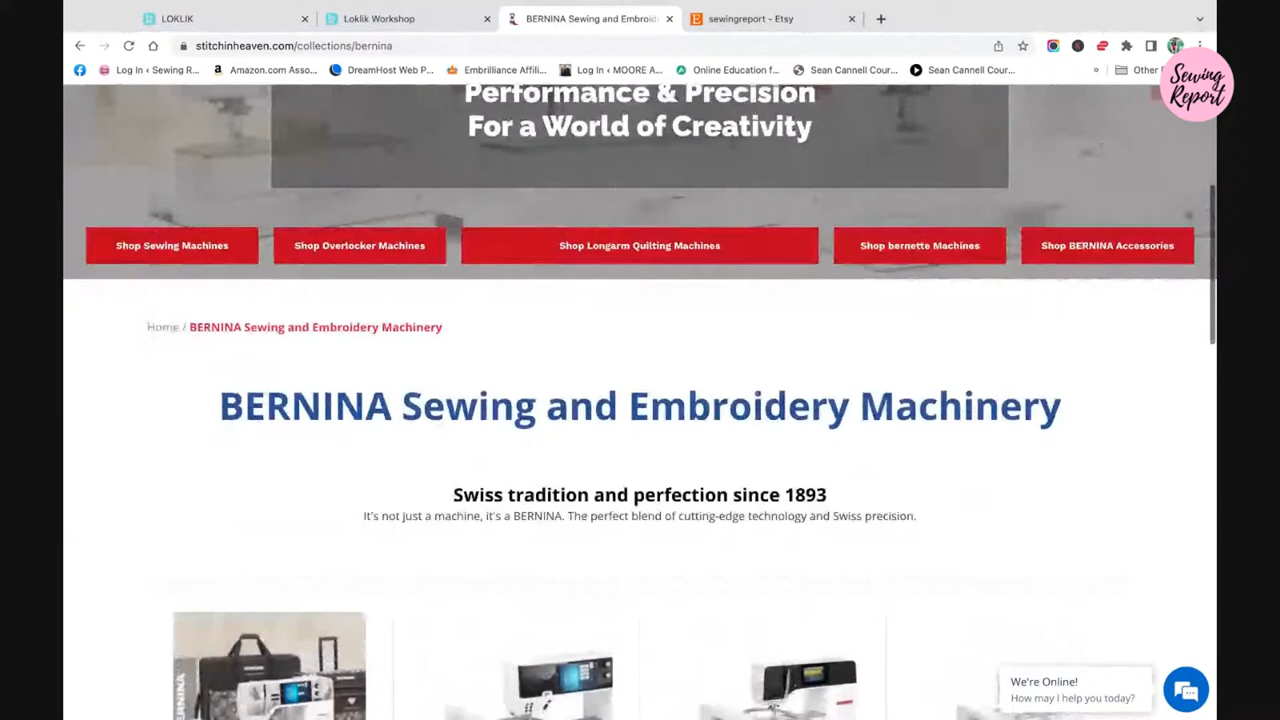 LOKLIK
Loklik Workshop
BERNINA Sewing and Embroid
sewingreport - Etsy
stitchinheaven.com/collections/bernina
Log In ‹ Sewing R...
Amazon.com Asso...
DreamHost Web P...
Embrilliance Affili...
Log In ‹ MOORE A...
Online Education f...
Sean Cannell Cour...
Sean Cannell Cour...
»
Other
Sewing
Report
Performance & Precision
For a World of Creativity
Shop Sewing Machines
Shop Overlocker Machines
Shop Longarm Quilting Machines
Shop bernette Machines
Shop BERNINA Accessories
Home / BERNINA Sewing and Embroidery Machinery
BERNINA Sewing and Embroidery Machinery
Swiss tradition and perfection since 1893
It's not just a machine, it's a BERNINA. The perfect blend of cutting-edge technology and Swiss precision.
BERNINA
We're Online!
How may I help you today?